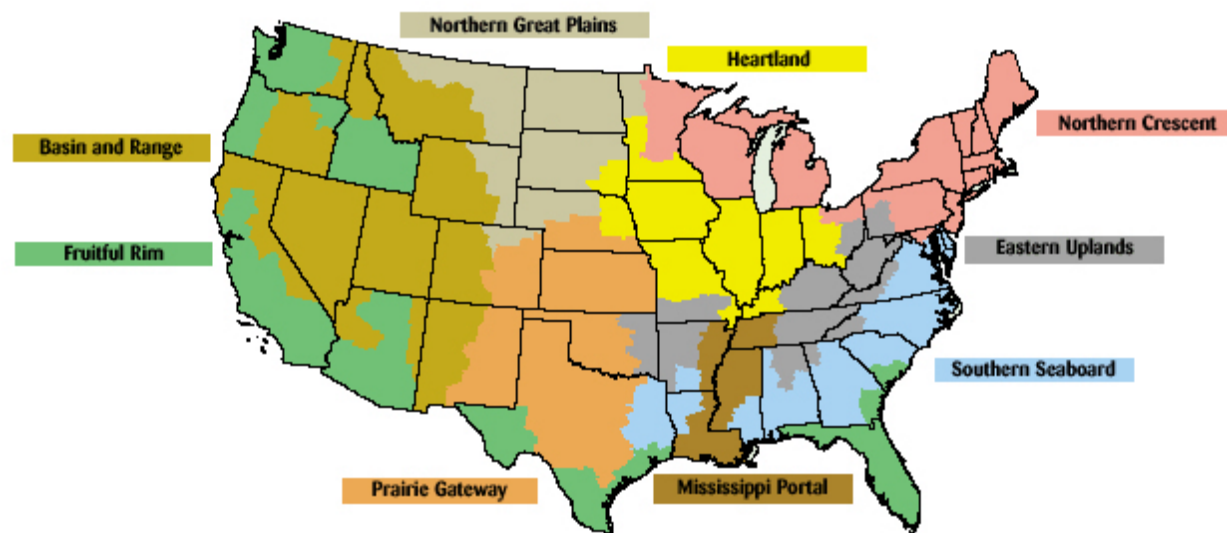 Northern Great Plains
Heartland
Northern Crescent
Basin and Range
Eastern Uplands
Fruitful Rim
Southern Seaboard
Prairie Gateway
Mississippi Portal